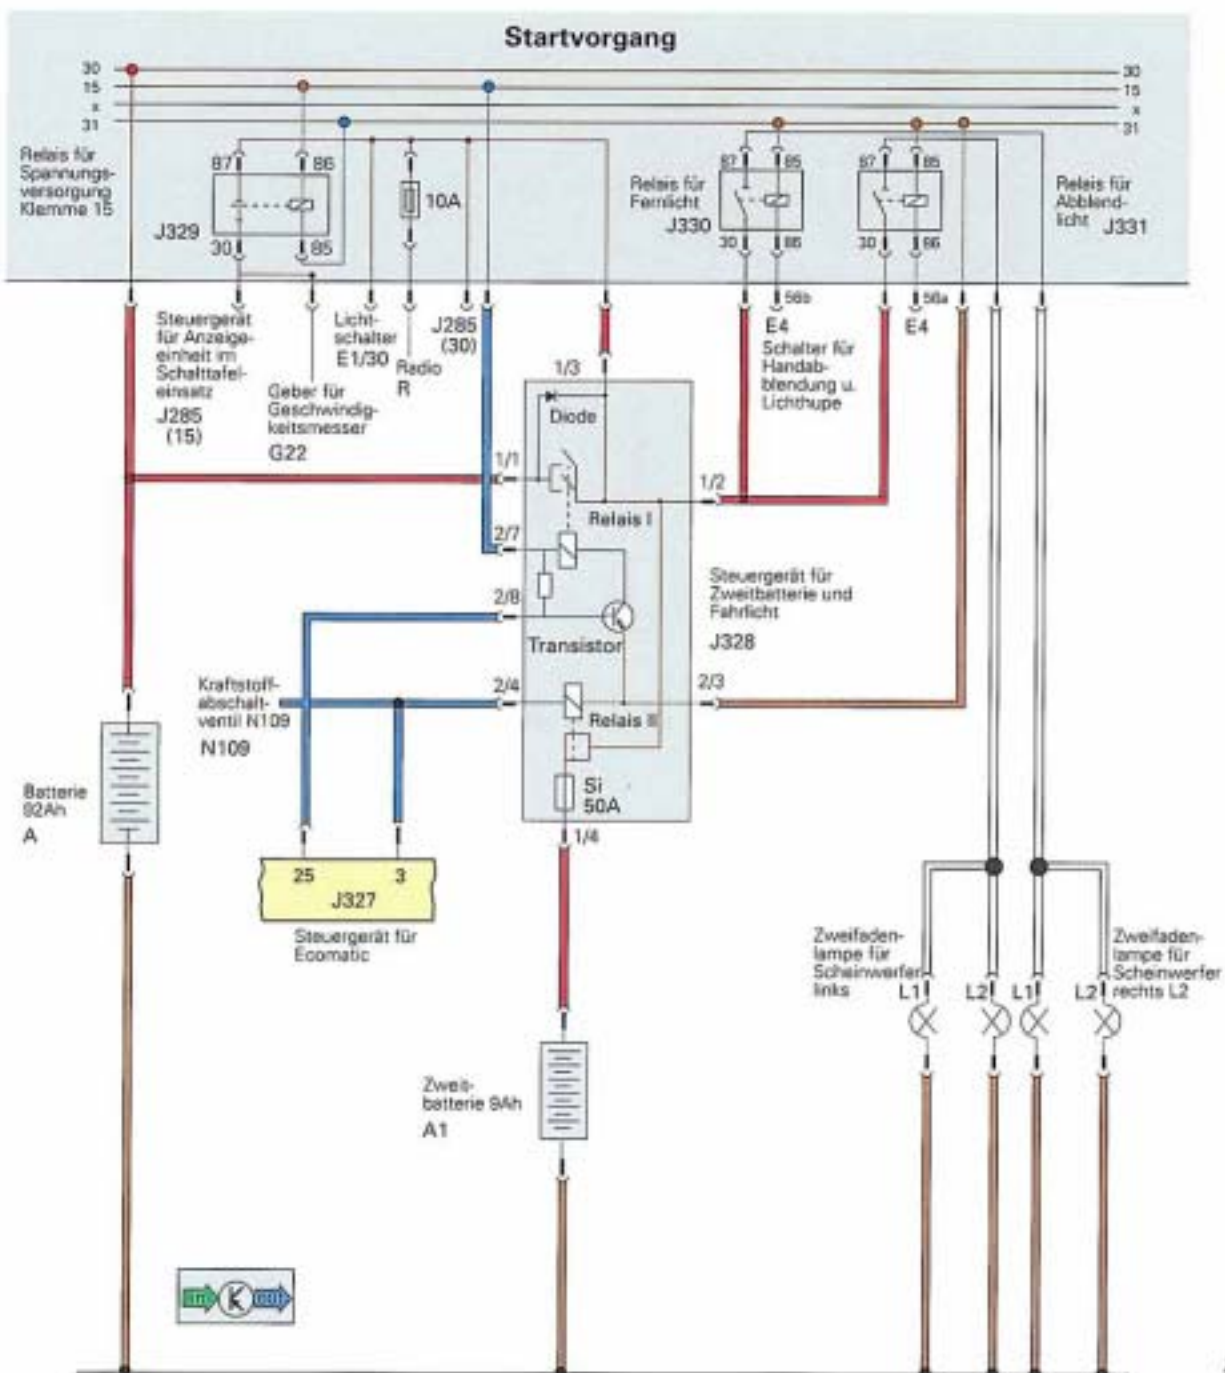 Startvorgang
30
15
x
31
30
15
x
31
Relais für
Spannungs-
versorgung
Klemme 15
87
86
J329
30
85
10A
Relais für
Fernlicht
J330
87
85
30
86
87
85
30
86
Relais für
Abblend-
licht J331
Steuergerät
für Anzeige-
einheit im
Schalttafel-
einsatz
J285
(15)
Geber für
Geschwindig-
keitsmesser
G22
Licht-
schalter
E1/30
Radio
R
J285
(30)
56b
E4
56a
E4
Schalter für
Handab-
blendung u.
Lichthupe
1/3
Diode
1/1
1/2
Relais I
2/7
2/8
Transistor
Steuergerät für
Zweitbatterie und
Fahrlicht
J328
2/4
2/3
Relais II
Kraftstoff-
abschalt-
ventil N109
N109
Si
50A
1/4
Batterie
92Ah
A
25
3
J327
Steuergerät für
Ecomatic
Zweit-
batterie 9Ah
A1
Zweifaden-
lampe für
Scheinwerfer
links
L1
L2
L1
L2
Zweifaden-
lampe für
Scheinwerfer
rechts L2
in
out